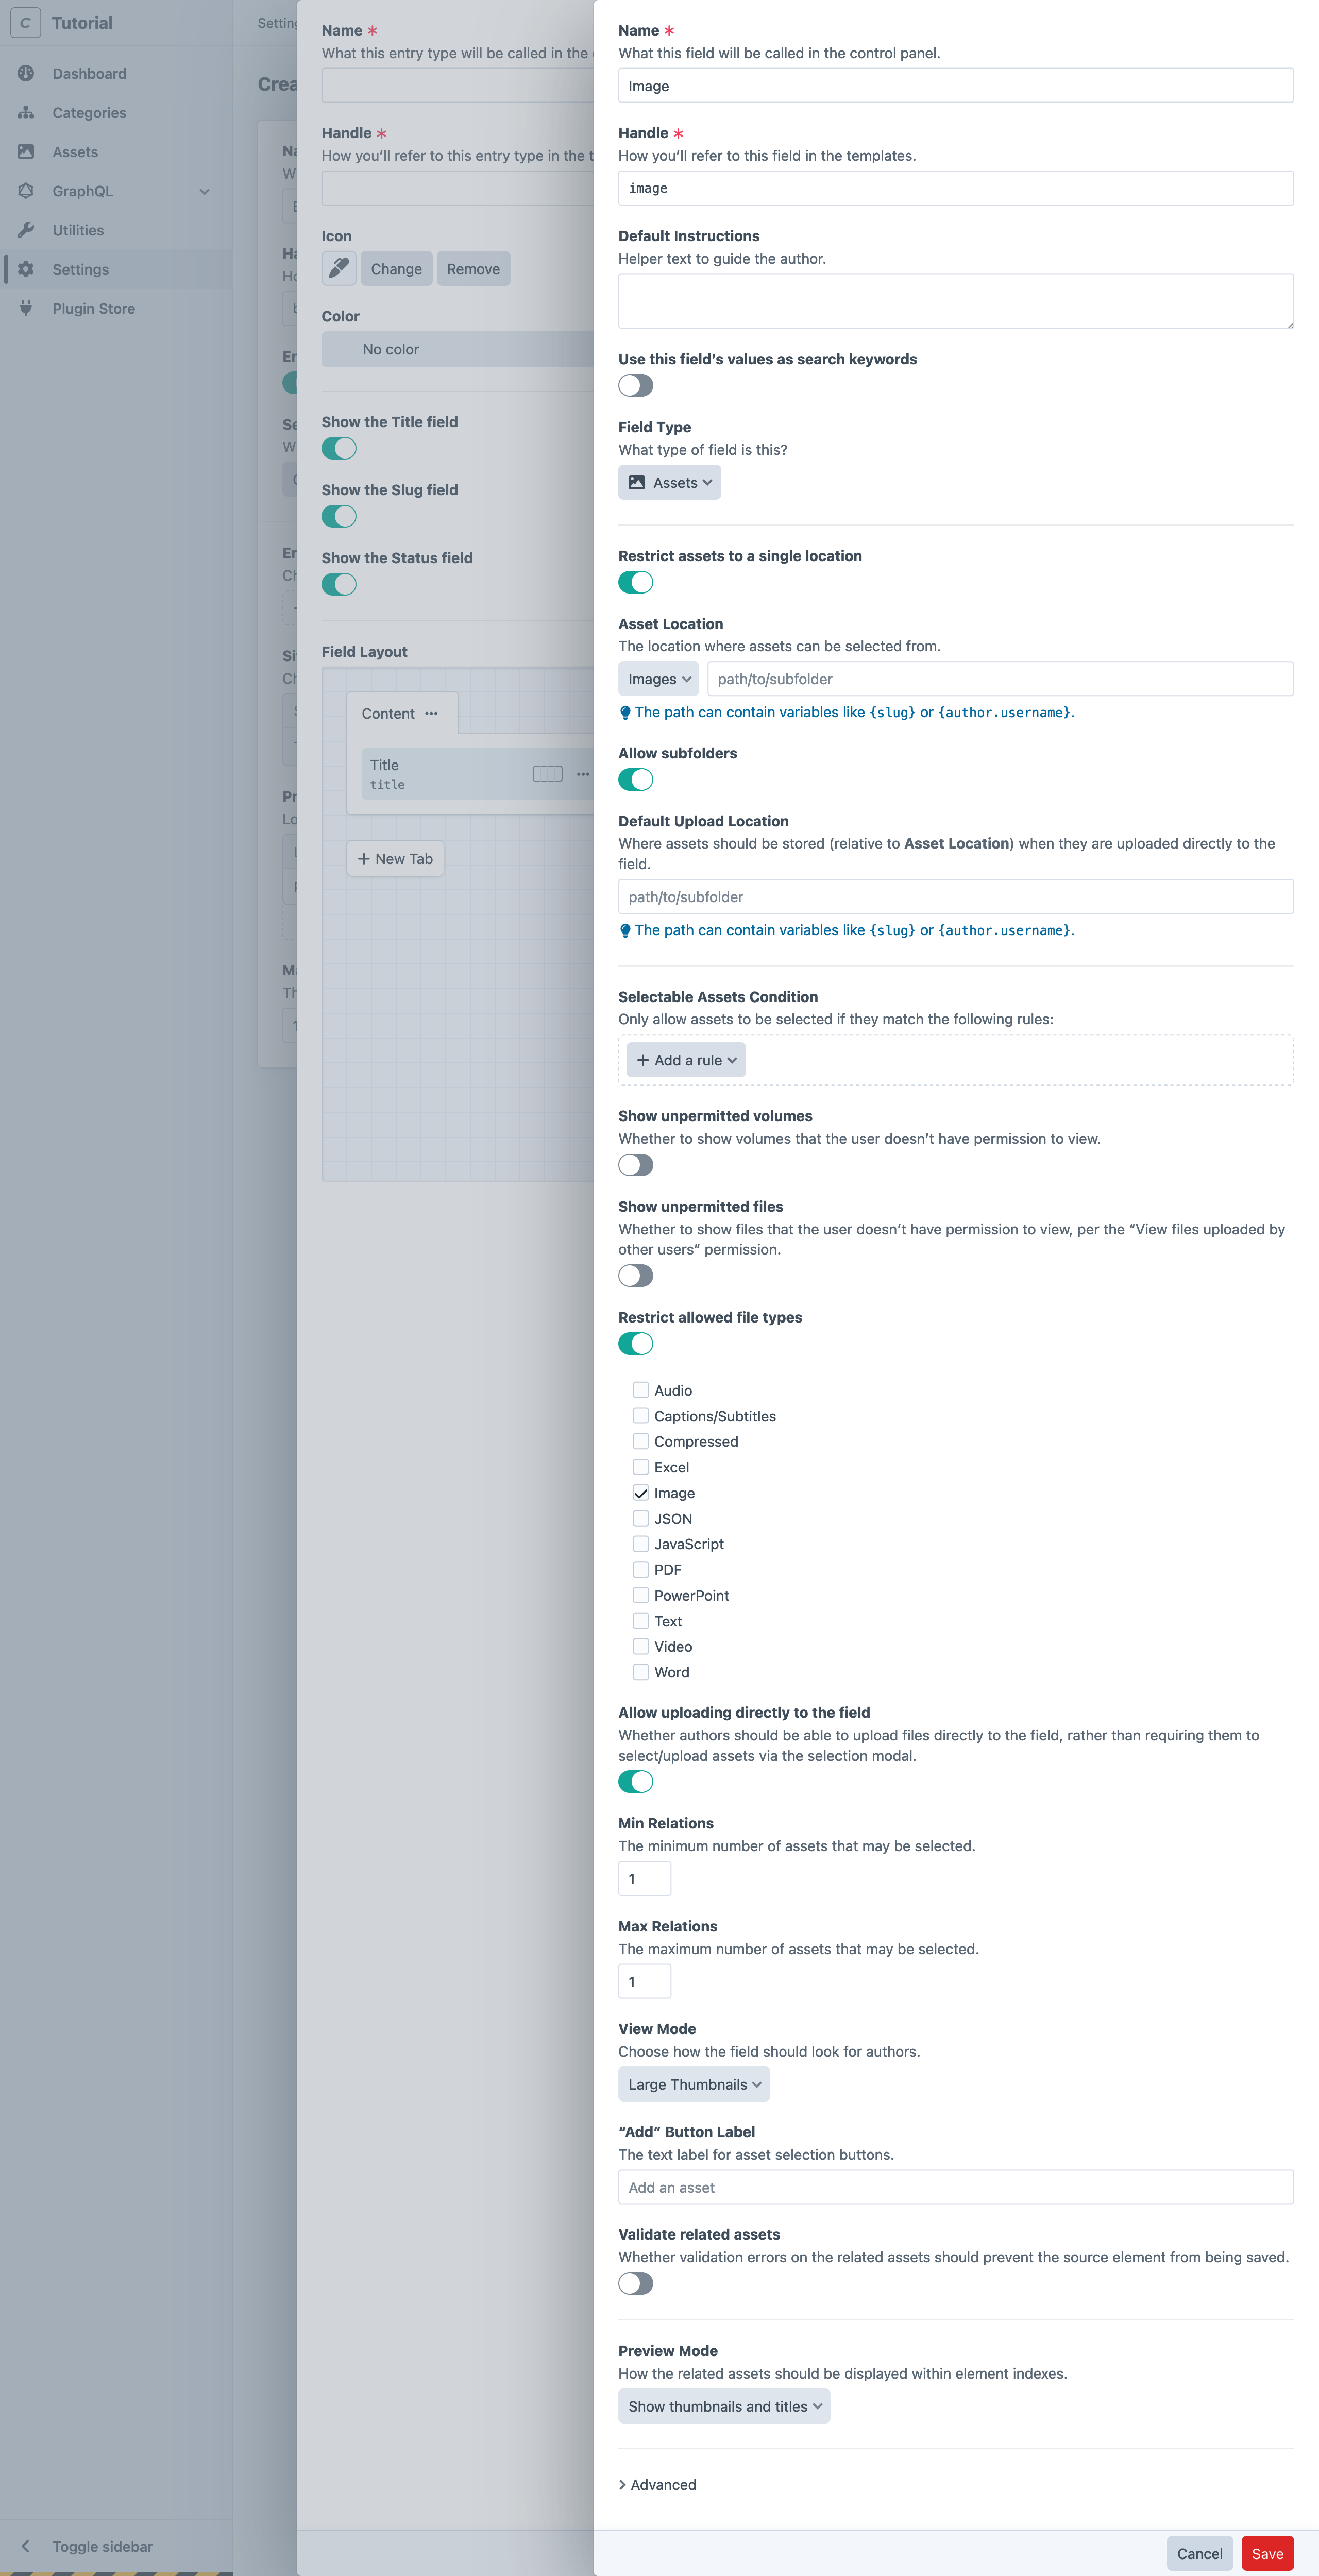 C
Tutorial
Dashboard
Categories
Assets
GraphQL
Utilities
Settings
Plugin Store
Toggle sidebar
Name *
What this entry type will be called in the
Handle *
How you’ll refer to this entry type in the
Icon
Change
Remove
Color
No color
Show the Title field
Show the Slug field
Show the Status field
Field Layout
Content
Title
title
+ New Tab
Name *
What this field will be called in the control panel.
Image
Handle *
How you’ll refer to this field in the templates.
image
Default Instructions
Helper text to guide the author.
Use this field’s values as search keywords
Field Type
What type of field is this?
Assets
Restrict assets to a single location
Asset Location
The location where assets can be selected from.
Images
path/to/subfolder
The path can contain variables like {slug} or {author.username}.
Allow subfolders
Default Upload Location
Where assets should be stored (relative to Asset Location) when they are uploaded directly to the
field.
path/to/subfolder
The path can contain variables like {slug} or {author.username}.
Selectable Assets Condition
Only allow assets to be selected if they match the following rules:
+ Add a rule
Show unpermitted volumes
Whether to show volumes that the user doesn’t have permission to view.
Show unpermitted files
Whether to show files that the user doesn’t have permission to view, per the “View files uploaded by
other users” permission.
Restrict allowed file types
Audio
Captions/Subtitles
Compressed
Excel
Image
JSON
JavaScript
PDF
PowerPoint
Text
Video
Word
Allow uploading directly to the field
Whether authors should be able to upload files directly to the field, rather than requiring them to
select/upload assets via the selection modal.
Min Relations
The minimum number of assets that may be selected.
1
Max Relations
The maximum number of assets that may be selected.
1
View Mode
Choose how the field should look for authors.
Large Thumbnails
“Add” Button Label
The text label for asset selection buttons.
Add an asset
Validate related assets
Whether validation errors on the related assets should prevent the source element from being saved.
Preview Mode
How the related assets should be displayed within element indexes.
Show thumbnails and titles
Advanced
Cancel
Save